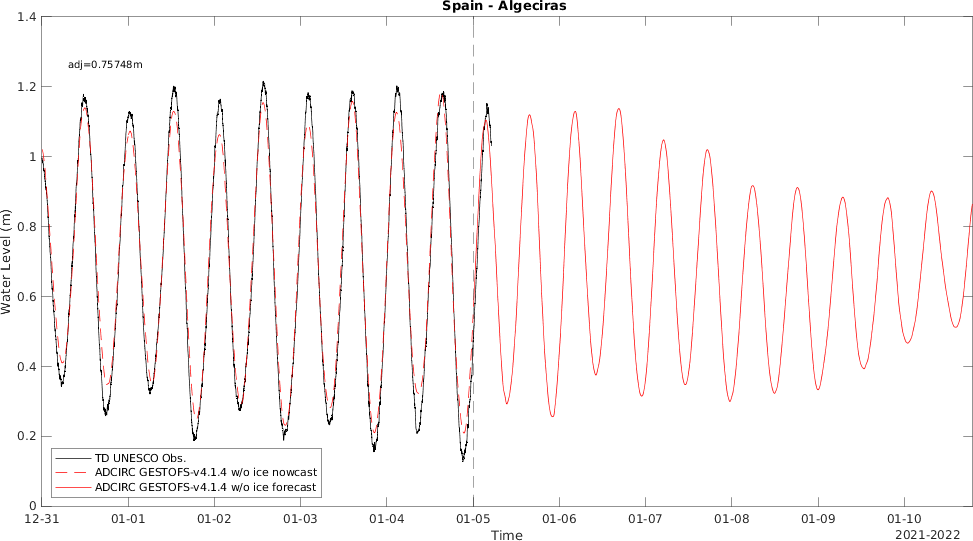 Spain - Algeciras
adj=0.75748m
Water Level (m)
1.4
1.2
1
0.8
0.6
0.4
0.2
0
TD UNESCO Obs.
ADCIRC GESTOFS-v4.1.4 w/o ice nowcast
ADCIRC GESTOFS-v4.1.4 w/o ice forecast
12-31 01-01 01-02 01-03 01-04 01-05 01-06 01-07 01-08 01-09 01-10
Time
2021-2022